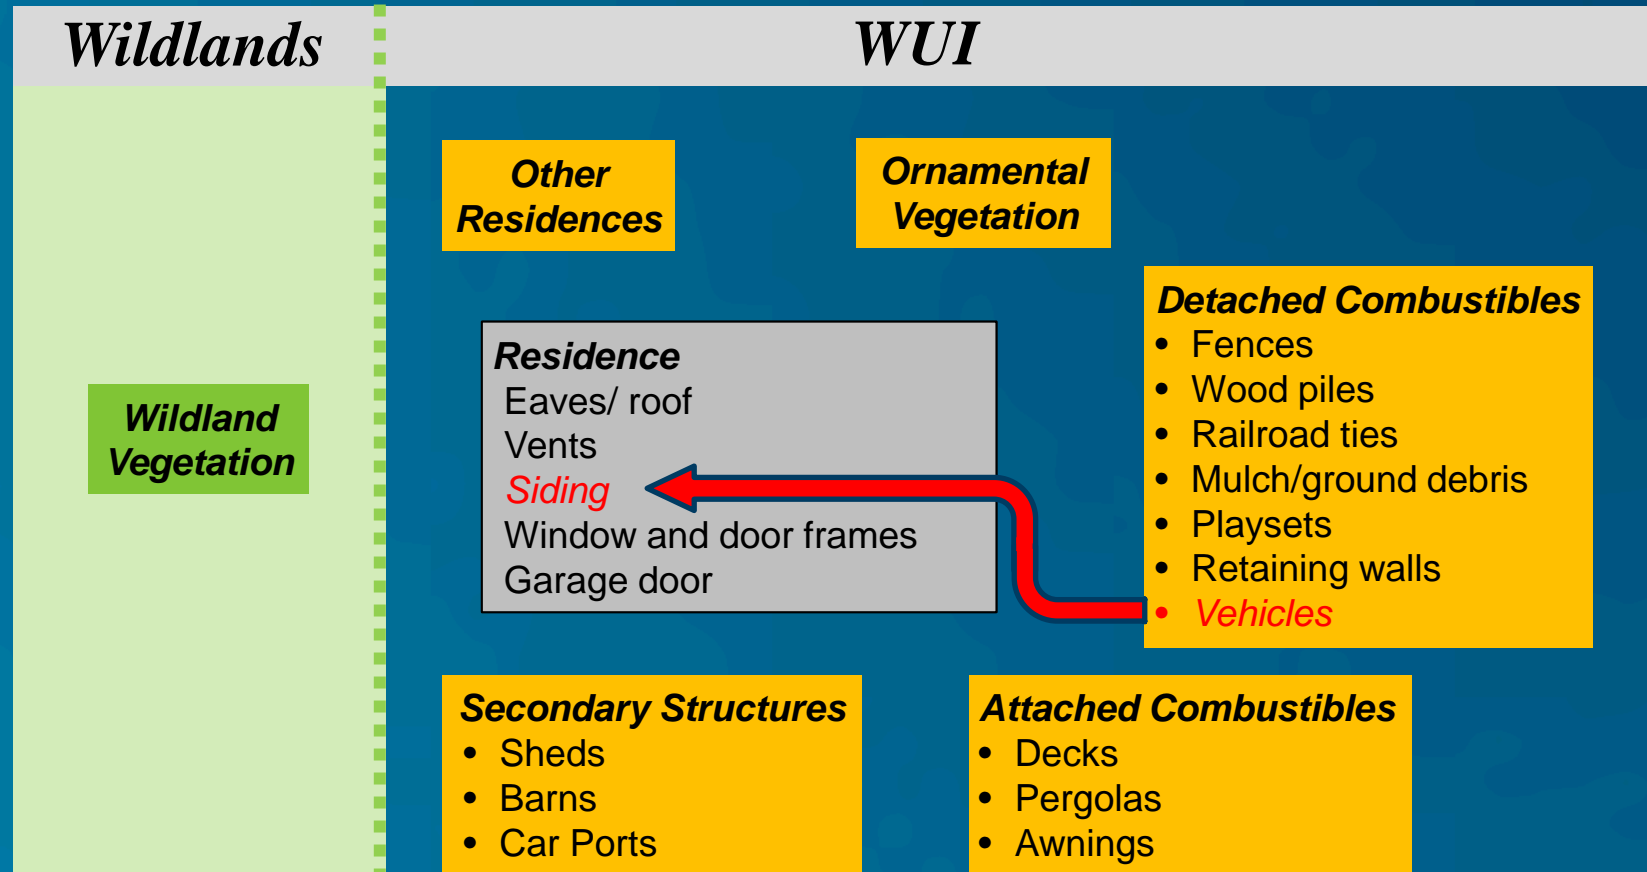 Wildlands
WUI
Other
Residences
Ornamental
Vegetation
Wildland
Vegetation
Residence
Eaves/ roof
Vents
Siding
Window and door frames
Garage door
Detached Combustibles
• Fences
• Wood piles
• Railroad ties
• Mulch/ground debris
• Playsets
• Retaining walls
• Vehicles
Secondary Structures
• Sheds
• Barns
• Car Ports
Attached Combustibles
• Decks
• Pergolas
• Awnings